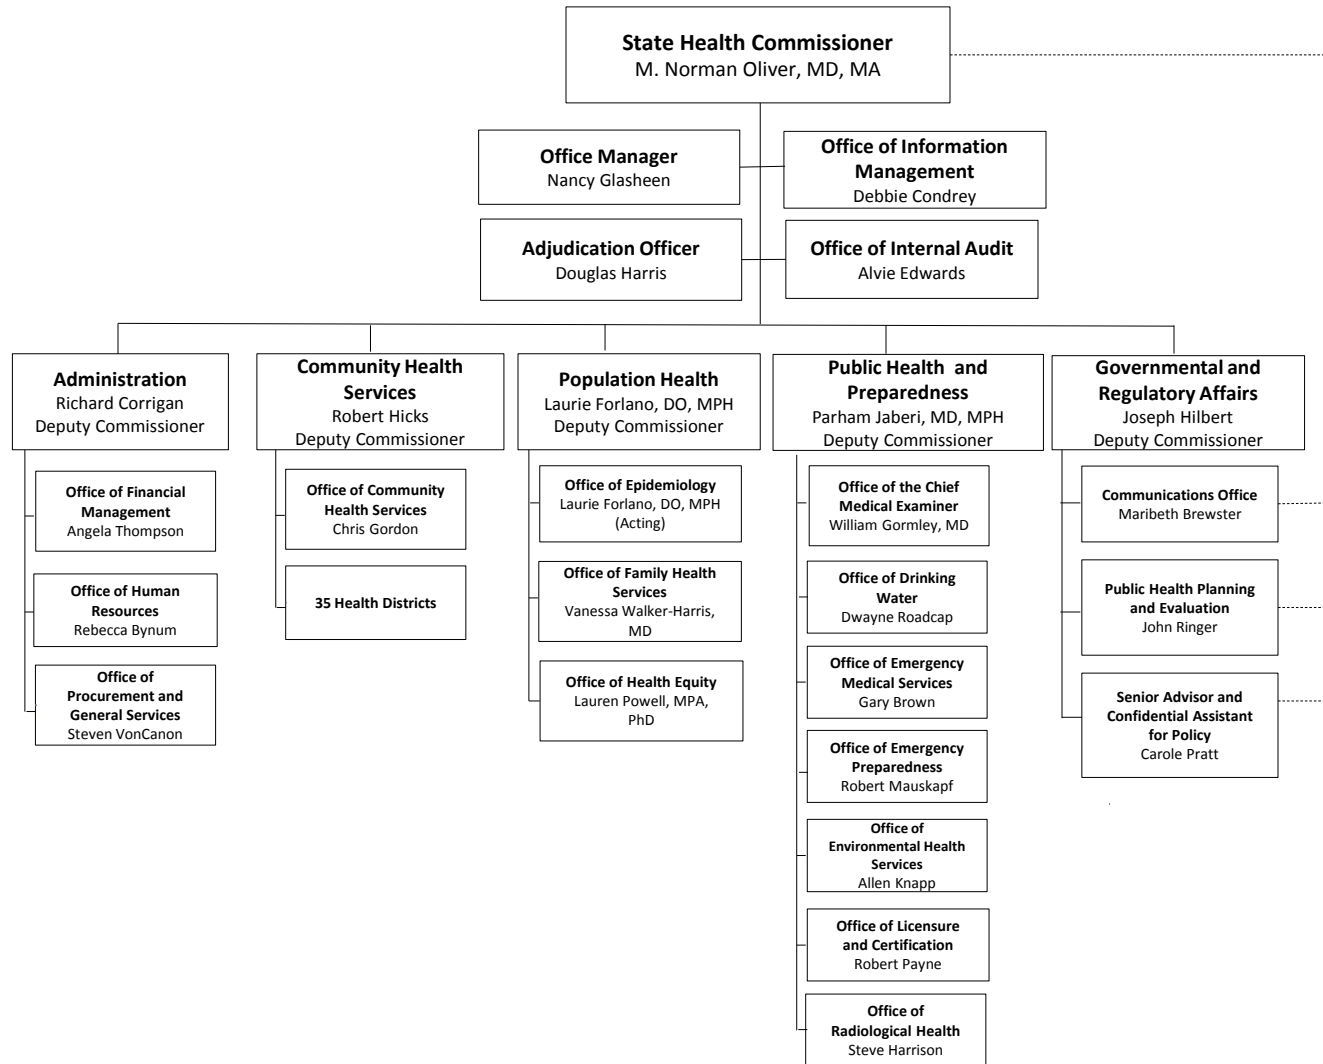 State Health Commissioner
M. Norman Oliver, MD, MA
Office Manager
Nancy Glasheen
Office of Information
Management
Debbie Condrey
Adjudication Officer
Douglas Harris
Office of Internal Audit
Alvie Edwards
Administration
Richard Corrigan
Deputy Commissioner
Office of Financial
Management
Angela Thompson
Office of Human
Resources
Rebecca Bynum
Office of
Procurement and
General Services
Steven VonCanon
Community Health
Services
Robert Hicks
Deputy Commissioner
Office of Community
Health Services
Chris Gordon
35 Health Districts
Population Health
Laurie Forlano, DO, MPH
Deputy Commissioner
Office of Epidemiology
Laurie Forlano, DO, MPH
(Acting)
Office of Family Health
Services
Vanessa Walker-Harris,
MD
Office of Health Equity
Lauren Powell, MPA,
PhD
Public Health and
Preparedness
Parham Jaberi, MD, MPH
Deputy Commissioner
Office of the Chief
Medical Examiner
William Gormley, MD
Office of Drinking
Water
Dwayne Roadcap
Office of Emergency
Medical Services
Gary Brown
Office of Emergency
Preparedness
Robert Mauskapf
Office of
Environmental Health
Services
Allen Knapp
Office of Licensure
and Certification
Robert Payne
Office of
Radiological Health
Steve Harrison
Governmental and
Regulatory Affairs
Joseph Hilbert
Deputy Commissioner
Communications Office
Maribeth Brewster
Public Health Planning
and Evaluation
John Ringer
Senior Advisor and
Confidential Assistant
for Policy
Carole Pratt